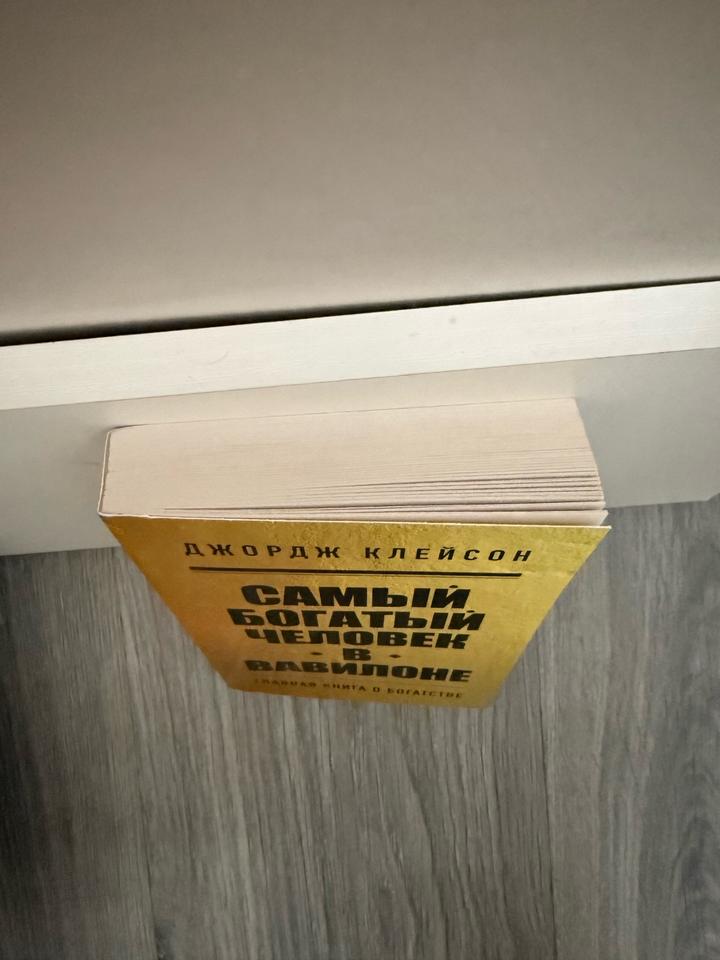 ДЖОРДЖ КЛЕЙСОН
САМЫЙ
БОГАТЫЙ
ЧЕЛОВЕК
• В •
ВАВИЛОНЕ
ГЛАВНАЯ КНИГА О БОГАТСТВЕ